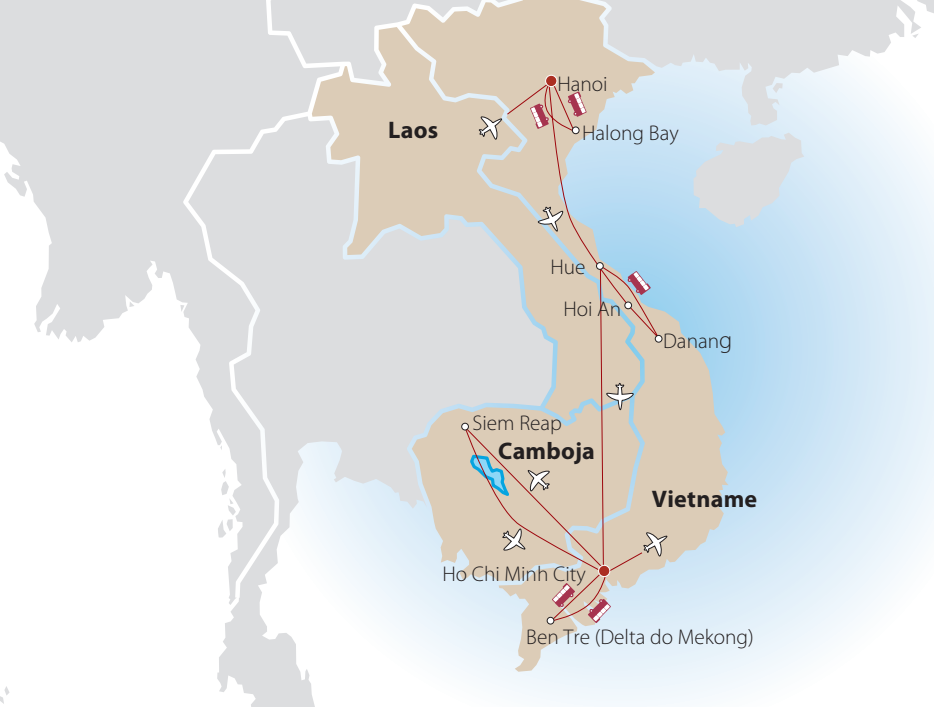 Hanoi
Laos
Halong Bay
Hue
Hoi An
Danang
Siem Reap
Camboja
Vietname
Ho Chi Minh City
Ben Tre (Delta do Mekong)